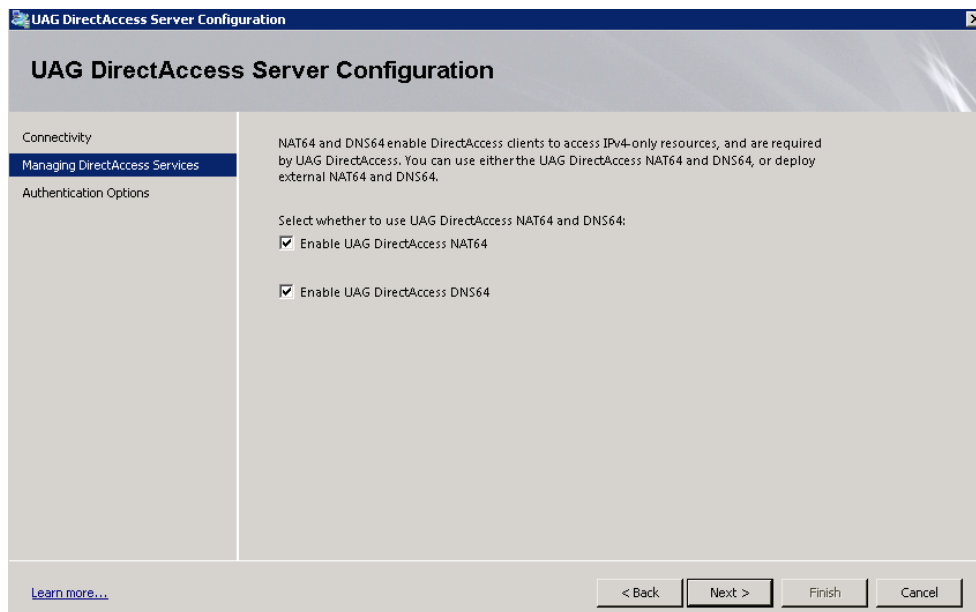 UAG DirectAccess Server Configuration
UAG DirectAccess Server Configuration
Connectivity
Managing DirectAccess Services
Authentication Options
NAT64 and DNS64 enable DirectAccess clients to access IPv4-only resources, and are required
by UAG DirectAccess. You can use either the UAG DirectAccess NAT64 and DNS64, or deploy
external NAT64 and DNS64.
Select whether to use UAG DirectAccess NAT64 and DNS64:
Enable UAG DirectAccess NAT64
Enable UAG DirectAccess DNS64
Learn more...
< Back
Next >
Finish
Cancel